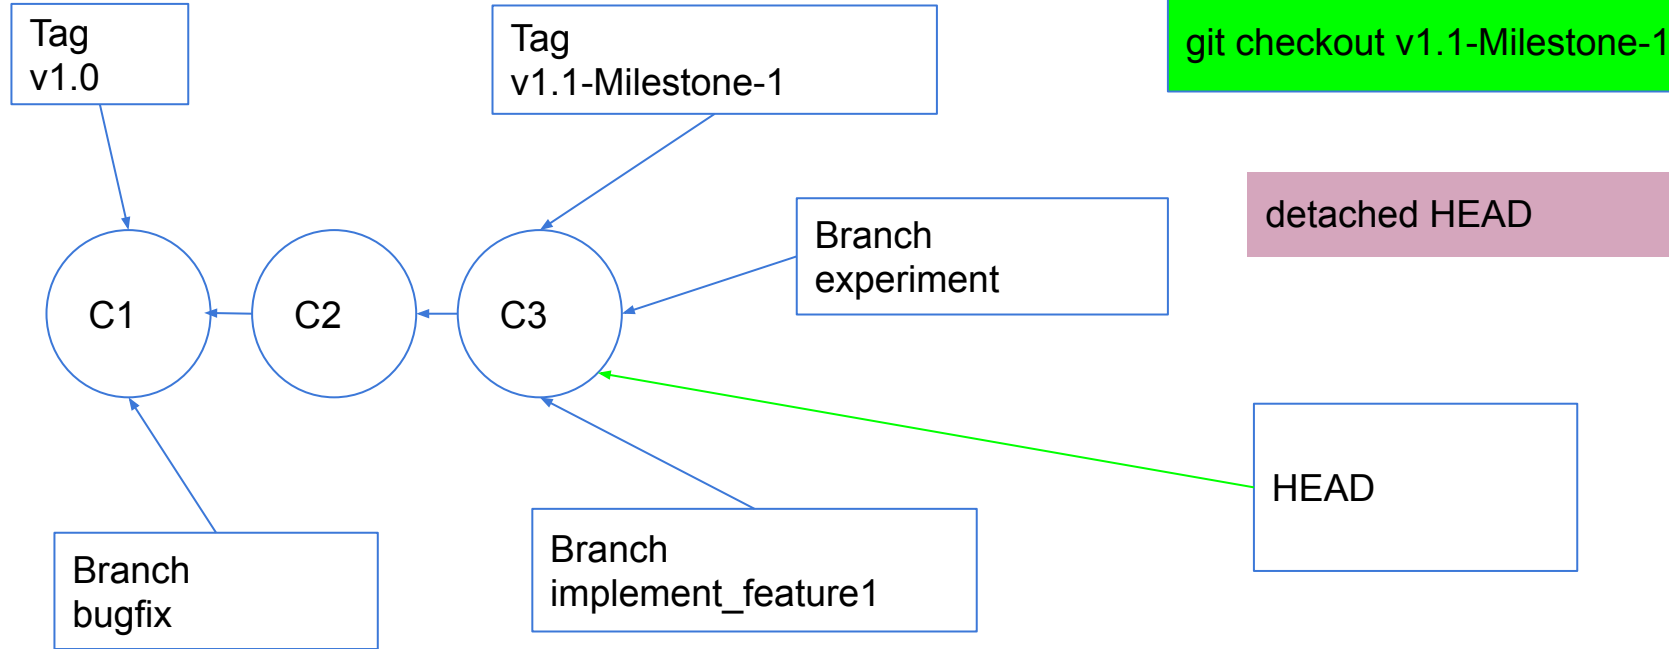 Tag
v1.0
Tag
v1.1-Milestone-1
git checkout v1.1-Milestone-1
detached HEAD
Branch
experiment
C1
C2
C3
HEAD
Branch
bugfix
Branch
implement_feature1